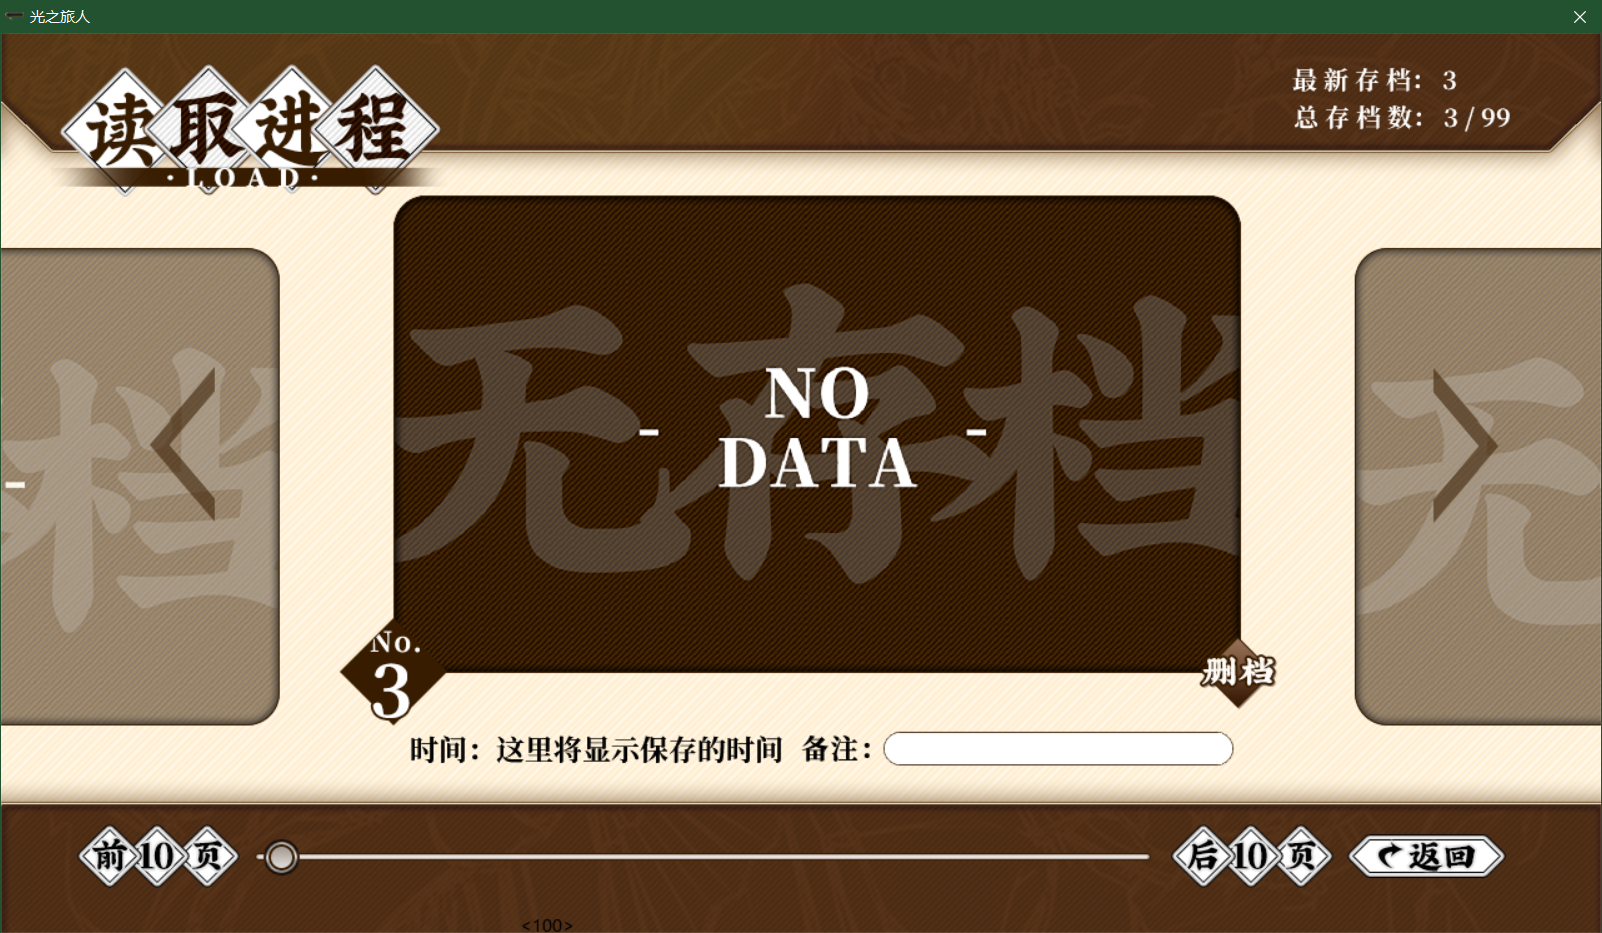 光之旅人
最新存档：3
总存档数：3/99
读取进程
·LOAD·
无存档
- NO DATA -
-
档
无
No.
3
删档
时间：这里将显示保存的时间 备注：
前10页
后10页
返回
<100>